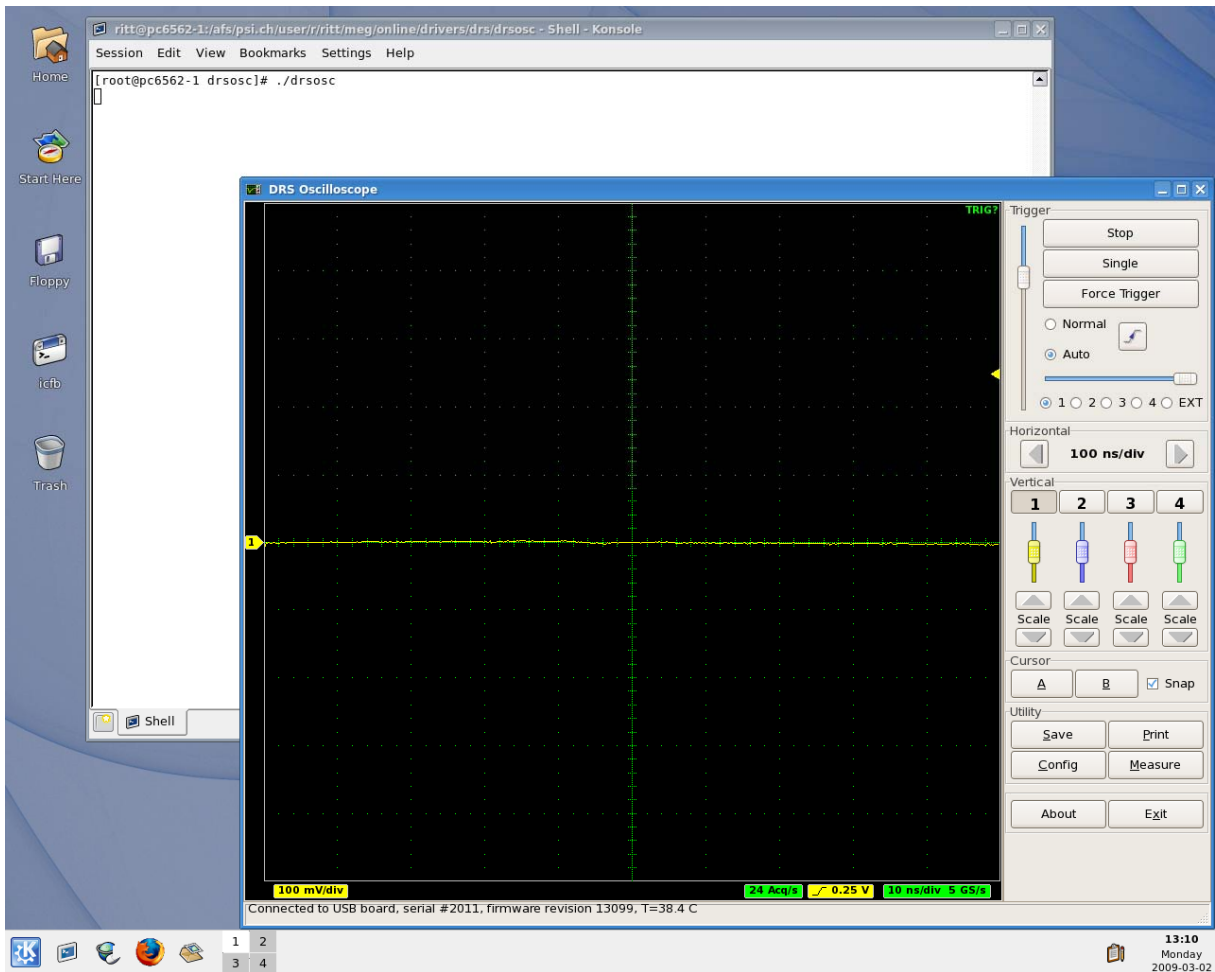 Home
Start Here
Floppy
icfb
Trash
ritt@pc6562-1:/afs/psi.ch/user/r/ritt/meg/online/drivers/drs/drsosc - Shell - Konsole
Session Edit View Bookmarks Settings Help
[root@pc6562-1 drsosc]# ./drsosc
Shell
DRS Oscilloscope
TRIG?
1
100 mV/div
24 Acq/s
0.25 V
10 ns/div 5 GS/s
Trigger
Stop
Single
Force Trigger
Normal
Auto
1 2 3 4 EXT
Horizontal
100 ns/div
Vertical
1 2 3 4
Scale Scale Scale Scale
Cursor
A B Snap
Utility
Save Print
Config Measure
About Exit
Connected to USB board, serial #2011, firmware revision 13099, T=38.4 C
1 2
3 4
13:10
Monday
2009-03-02